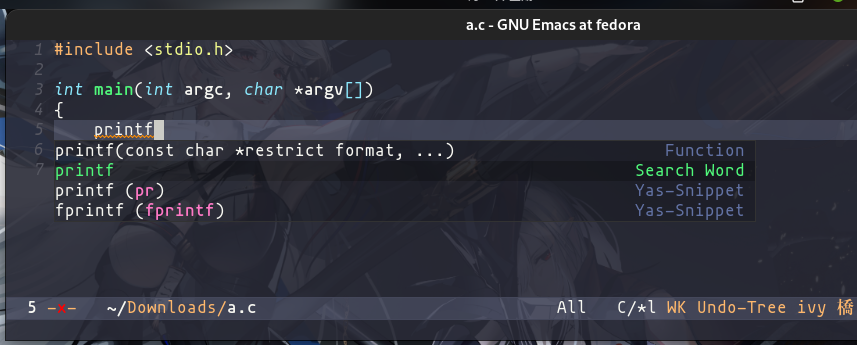 a.c - GNU Emacs at fedora
1 #include <stdio.h>
2
3 int main(int argc, char *argv[])
4 {
5 printf
6 printf(const char *restrict format, ...) Function
7 printf Search Word
printf (pr) Yas-Snippet
fprintf (fprintf) Yas-Snippet
5 -×- ~/Downloads/a.c All C/*l WK Undo-Tree ivy 橋